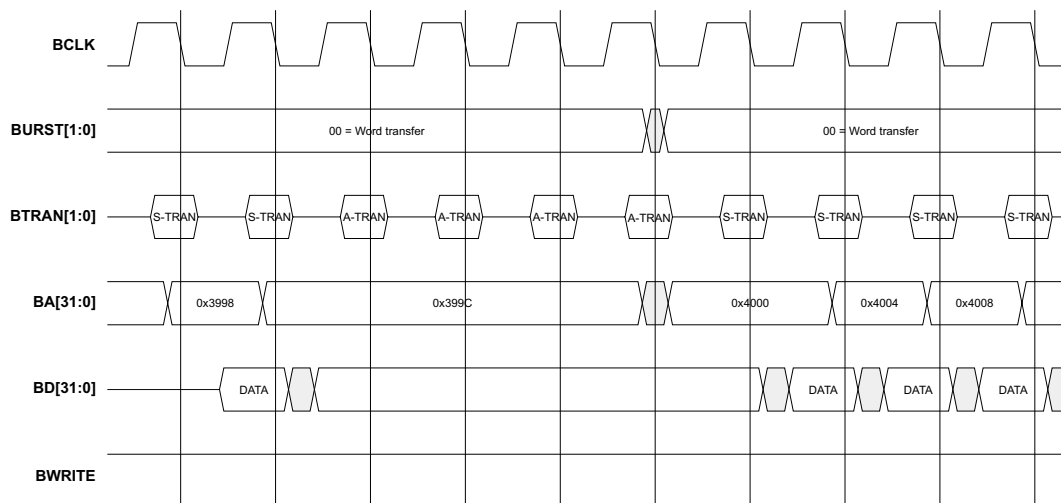 BCLK
BURST[1:0] 00 = Word transfer 00 = Word transfer
BTRAN[1:0] S-TRAN S-TRAN A-TRAN A-TRAN A-TRAN A-TRAN S-TRAN S-TRAN S-TRAN S-TRAN
BA[31:0] 0x3998 0x399C 0x4000 0x4004 0x4008
BD[31:0] DATA DATA DATA DATA
BWRITE